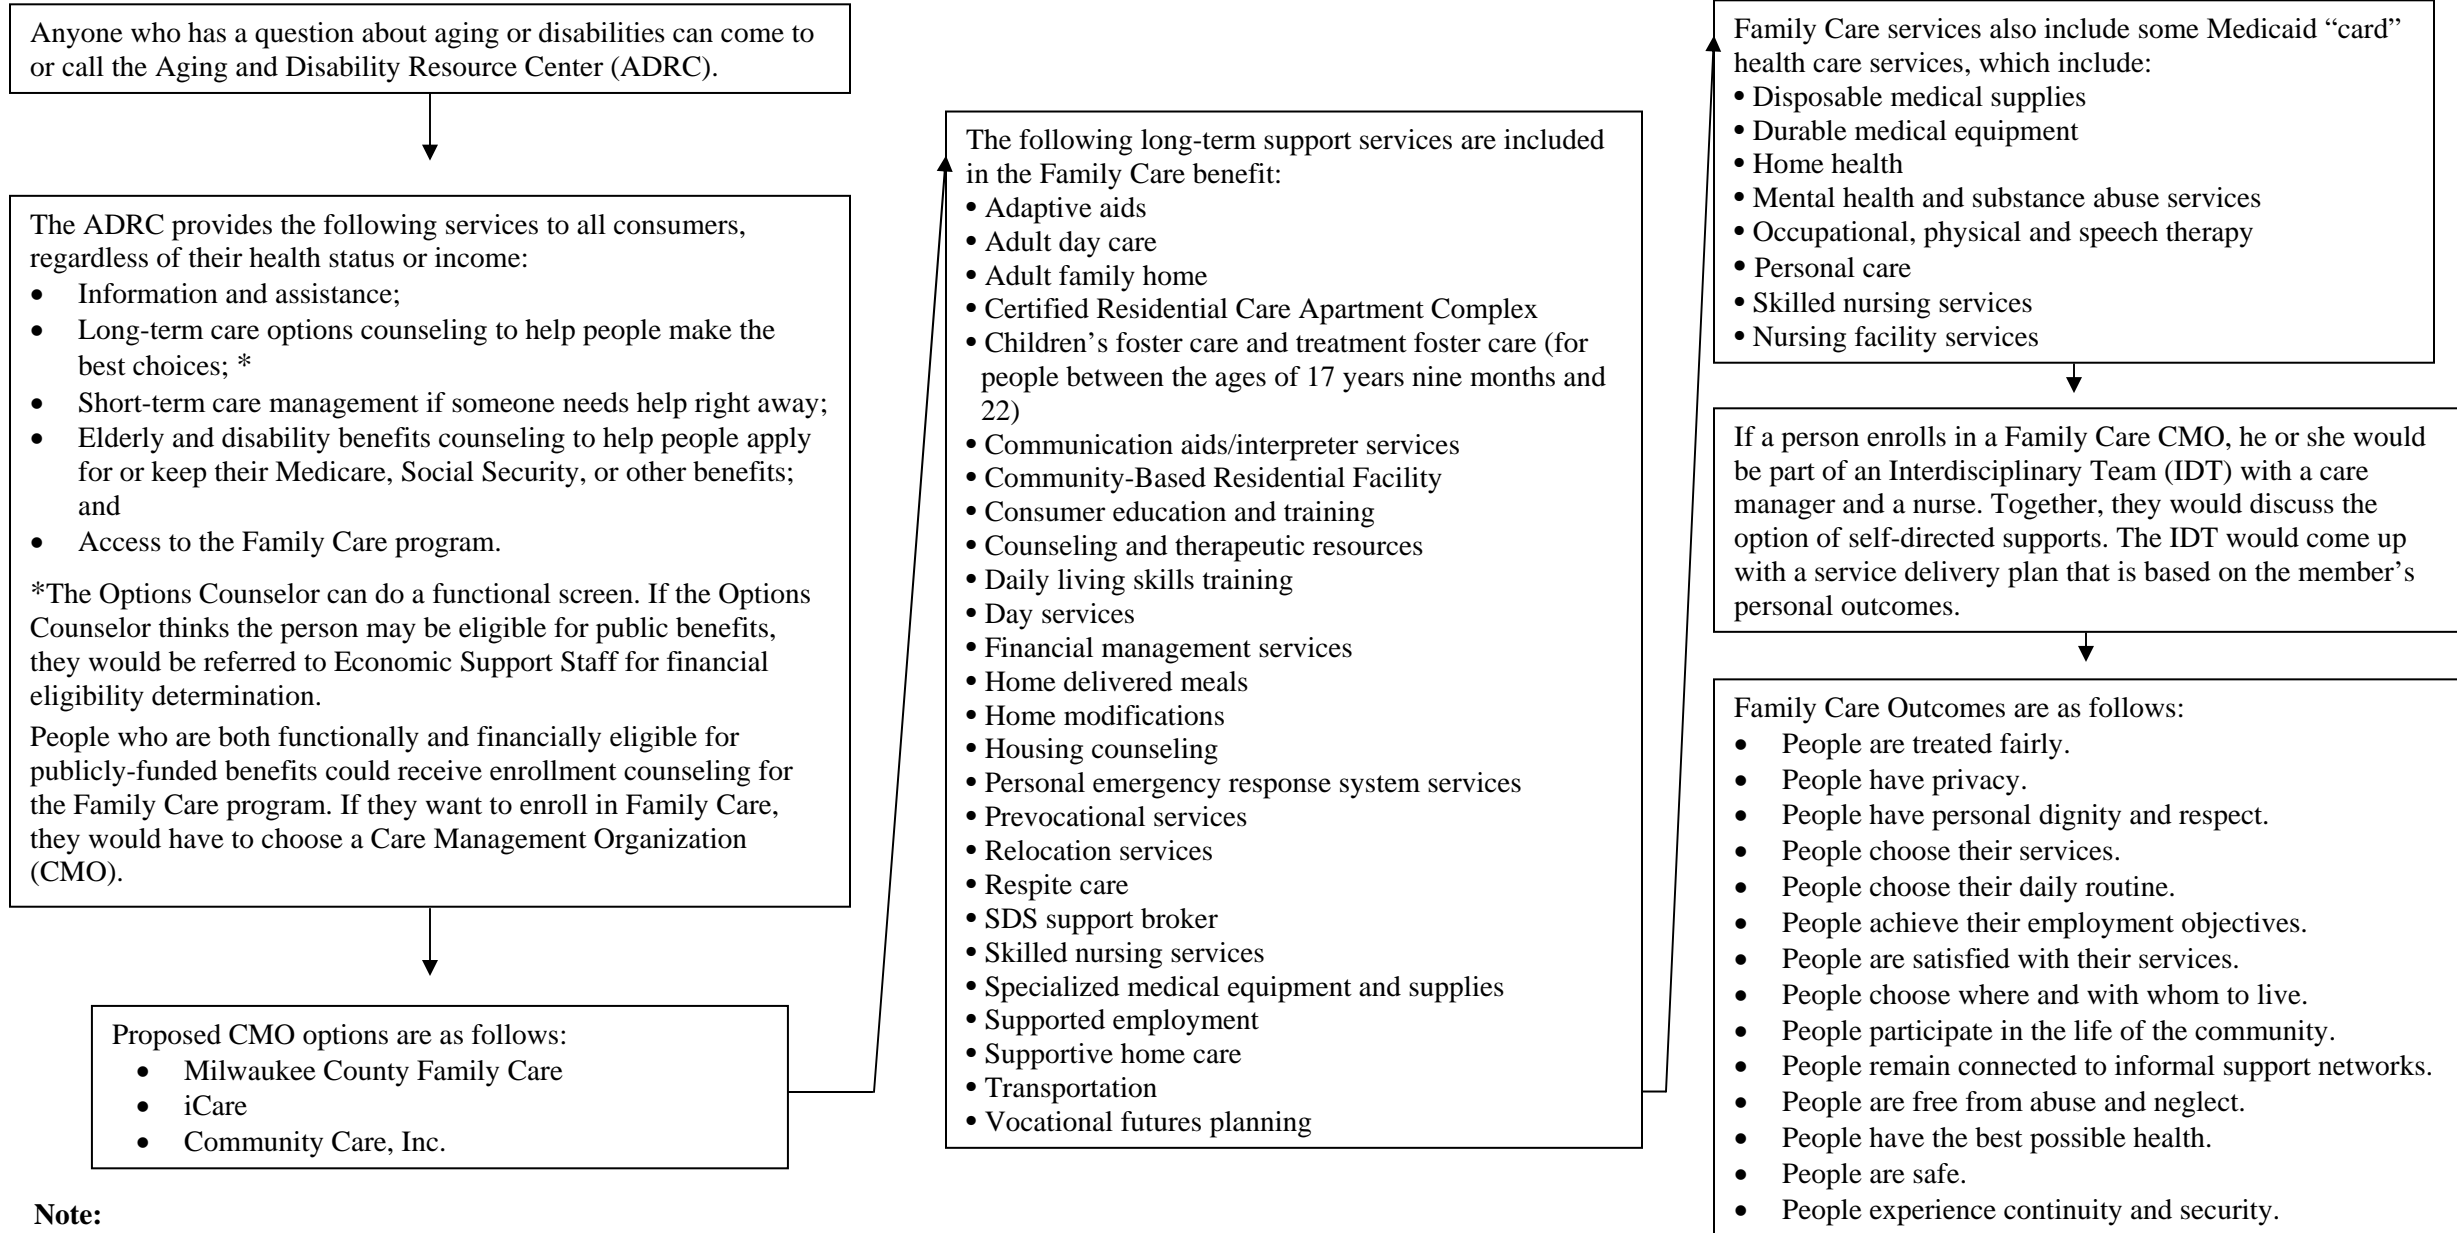 Anyone who has a question about aging or disabilities can come to
or call the Aging and Disability Resource Center (ADRC).
The ADRC provides the following services to all consumers,
regardless of their health status or income:
• Information and assistance;
• Long-term care options counseling to help people make the
best choices; *
• Short-term care management if someone needs help right away;
• Elderly and disability benefits counseling to help people apply
for or keep their Medicare, Social Security, or other benefits;
and
• Access to the Family Care program.
*The Options Counselor can do a functional screen. If the Options
Counselor thinks the person may be eligible for public benefits,
they would be referred to Economic Support Staff for financial
eligibility determination.
People who are both functionally and financially eligible for
publicly-funded benefits could receive enrollment counseling for
the Family Care program. If they want to enroll in Family Care,
they would have to choose a Care Management Organization
(CMO).
Proposed CMO options are as follows:
• Milwaukee County Family Care
• iCare
• Community Care, Inc.
Note:
The following long-term support services are included
in the Family Care benefit:
• Adaptive aids
• Adult day care
• Adult family home
• Certified Residential Care Apartment Complex
• Children’s foster care and treatment foster care (for
people between the ages of 17 years nine months and
22)
• Communication aids/interpreter services
• Community-Based Residential Facility
• Consumer education and training
• Counseling and therapeutic resources
• Daily living skills training
• Day services
• Financial management services
• Home delivered meals
• Home modifications
• Housing counseling
• Personal emergency response system services
• Prevocational services
• Relocation services
• Respite care
• SDS support broker
• Skilled nursing services
• Specialized medical equipment and supplies
• Supported employment
• Supportive home care
• Transportation
• Vocational futures planning
Family Care services also include some Medicaid “card”
health care services, which include:
• Disposable medical supplies
• Durable medical equipment
• Home health
• Mental health and substance abuse services
• Occupational, physical and speech therapy
• Personal care
• Skilled nursing services
• Nursing facility services
If a person enrolls in a Family Care CMO, he or she would
be part of an Interdisciplinary Team (IDT) with a care
manager and a nurse. Together, they would discuss the
option of self-directed supports. The IDT would come up
with a service delivery plan that is based on the member’s
personal outcomes.
Family Care Outcomes are as follows:
• People are treated fairly.
• People have privacy.
• People have personal dignity and respect.
• People choose their services.
• People choose their daily routine.
• People achieve their employment objectives.
• People are satisfied with their services.
• People choose where and with whom to live.
• People participate in the life of the community.
• People remain connected to informal support networks.
• People are free from abuse and neglect.
• People have the best possible health.
• People are safe.
• People experience continuity and security.